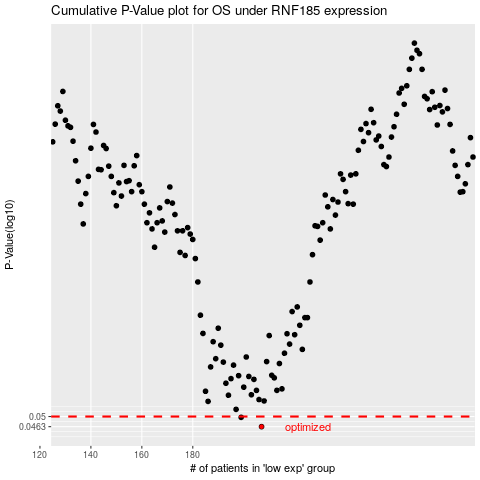 Cumulative P-Value plot for OS under RNF185 expression
P-Value(log10)
0.05
0.0463
optimized
120 140 160 180
# of patients in 'low exp' group